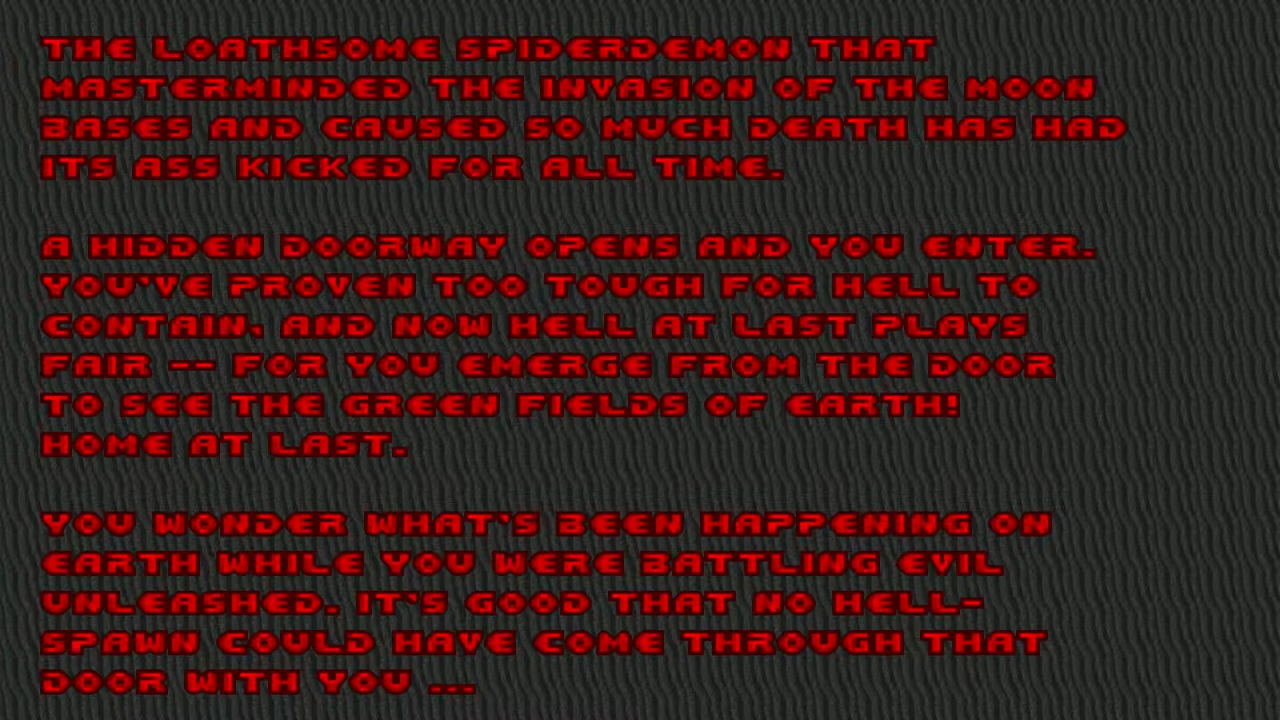 THE LOATHSOME SPIDERDEMON THAT
MASTERMINDED THE INVASION OF THE MOON
BASES AND CAUSED SO MUCH DEATH HAS HAD
ITS ASS KICKED FOR ALL TIME.
A HIDDEN DOORWAY OPENS AND YOU ENTER.
YOU'VE PROVEN TOO TOUGH FOR HELL TO
CONTAIN, AND NOW HELL AT LAST PLAYS
FAIR -- FOR YOU EMERGE FROM THE DOOR
TO SEE THE GREEN FIELDS OF EARTH!
HOME AT LAST.
YOU WONDER WHAT'S BEEN HAPPENING ON
EARTH WHILE YOU WERE BATTLING EVIL
UNLEASHED. IT'S GOOD THAT NO HELL-
SPAWN COULD HAVE COME THROUGH THAT
DOOR WITH YOU ...